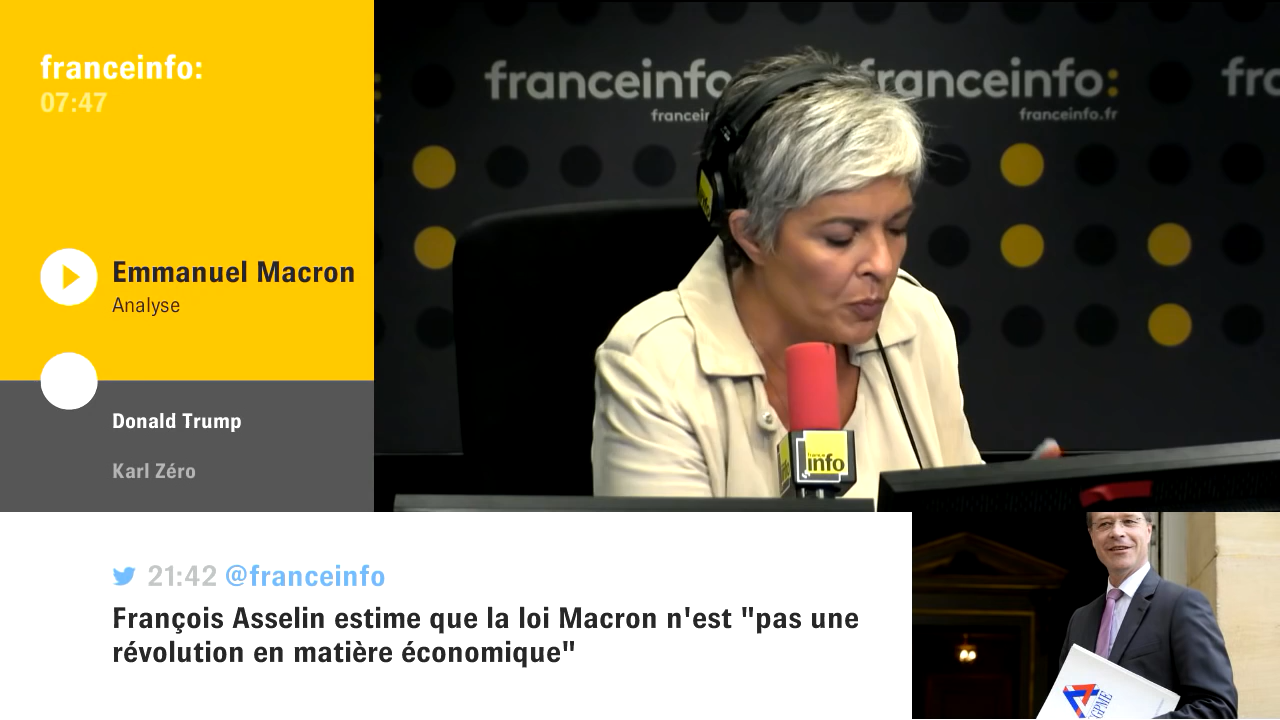 franceinfo:
07:47
Emmanuel Macron
Analyse
Donald Trump
Karl Zéro
franceinfo
franceinfo:
franceinfo.fr
info
21:42 @franceinfo
François Asselin estime que la loi Macron n'est "pas une
révolution en matière économique"
CGPME